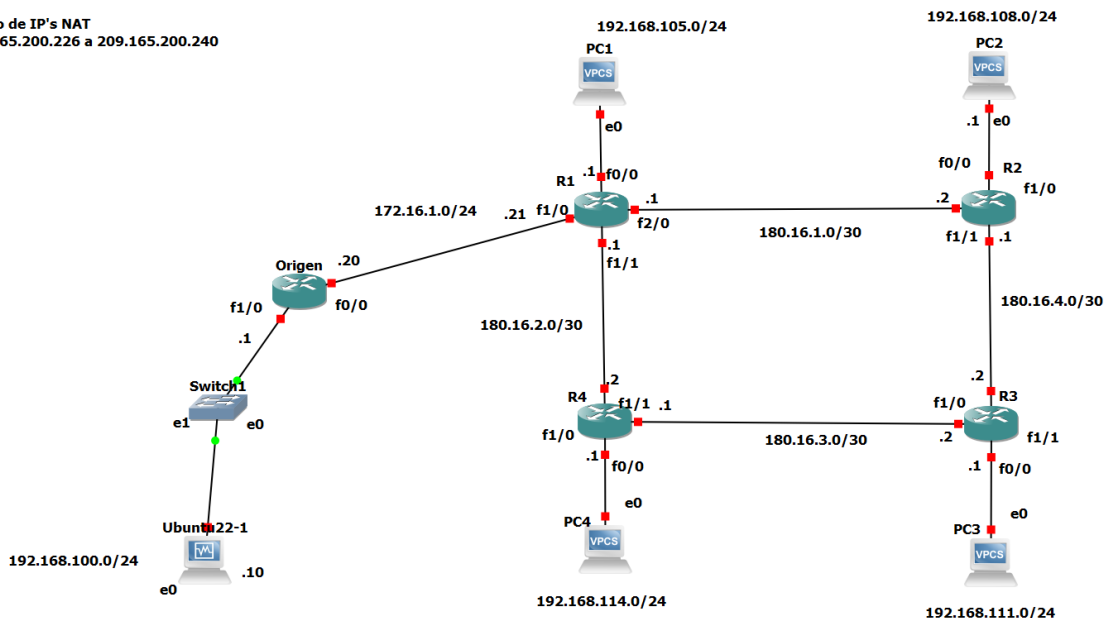 o de IP's NAT
65.200.226 a 209.165.200.240
192.168.105.0/24
192.168.108.0/24
PC1
VPCS
e0
PC2
VPCS
.1
e0
R1
.1
f0/0
f1/0
.21
.1
f2/0
.1
f1/1
172.16.1.0/24
180.16.1.0/30
f0/0
R2
f1/0
.2
f1/1
.1
Origen
.20
f0/0
f1/0
.1
180.16.2.0/30
180.16.4.0/30
Switch1
e1
e0
.2
R4
f1/1
.1
f1/0
.1
f0/0
180.16.3.0/30
.2
f1/0
R3
.2
f1/1
.1
f0/0
Ubuntu22-1
192.168.100.0/24
.10
e0
e0
PC4
VPCS
192.168.114.0/24
e0
PC3
VPCS
192.168.111.0/24